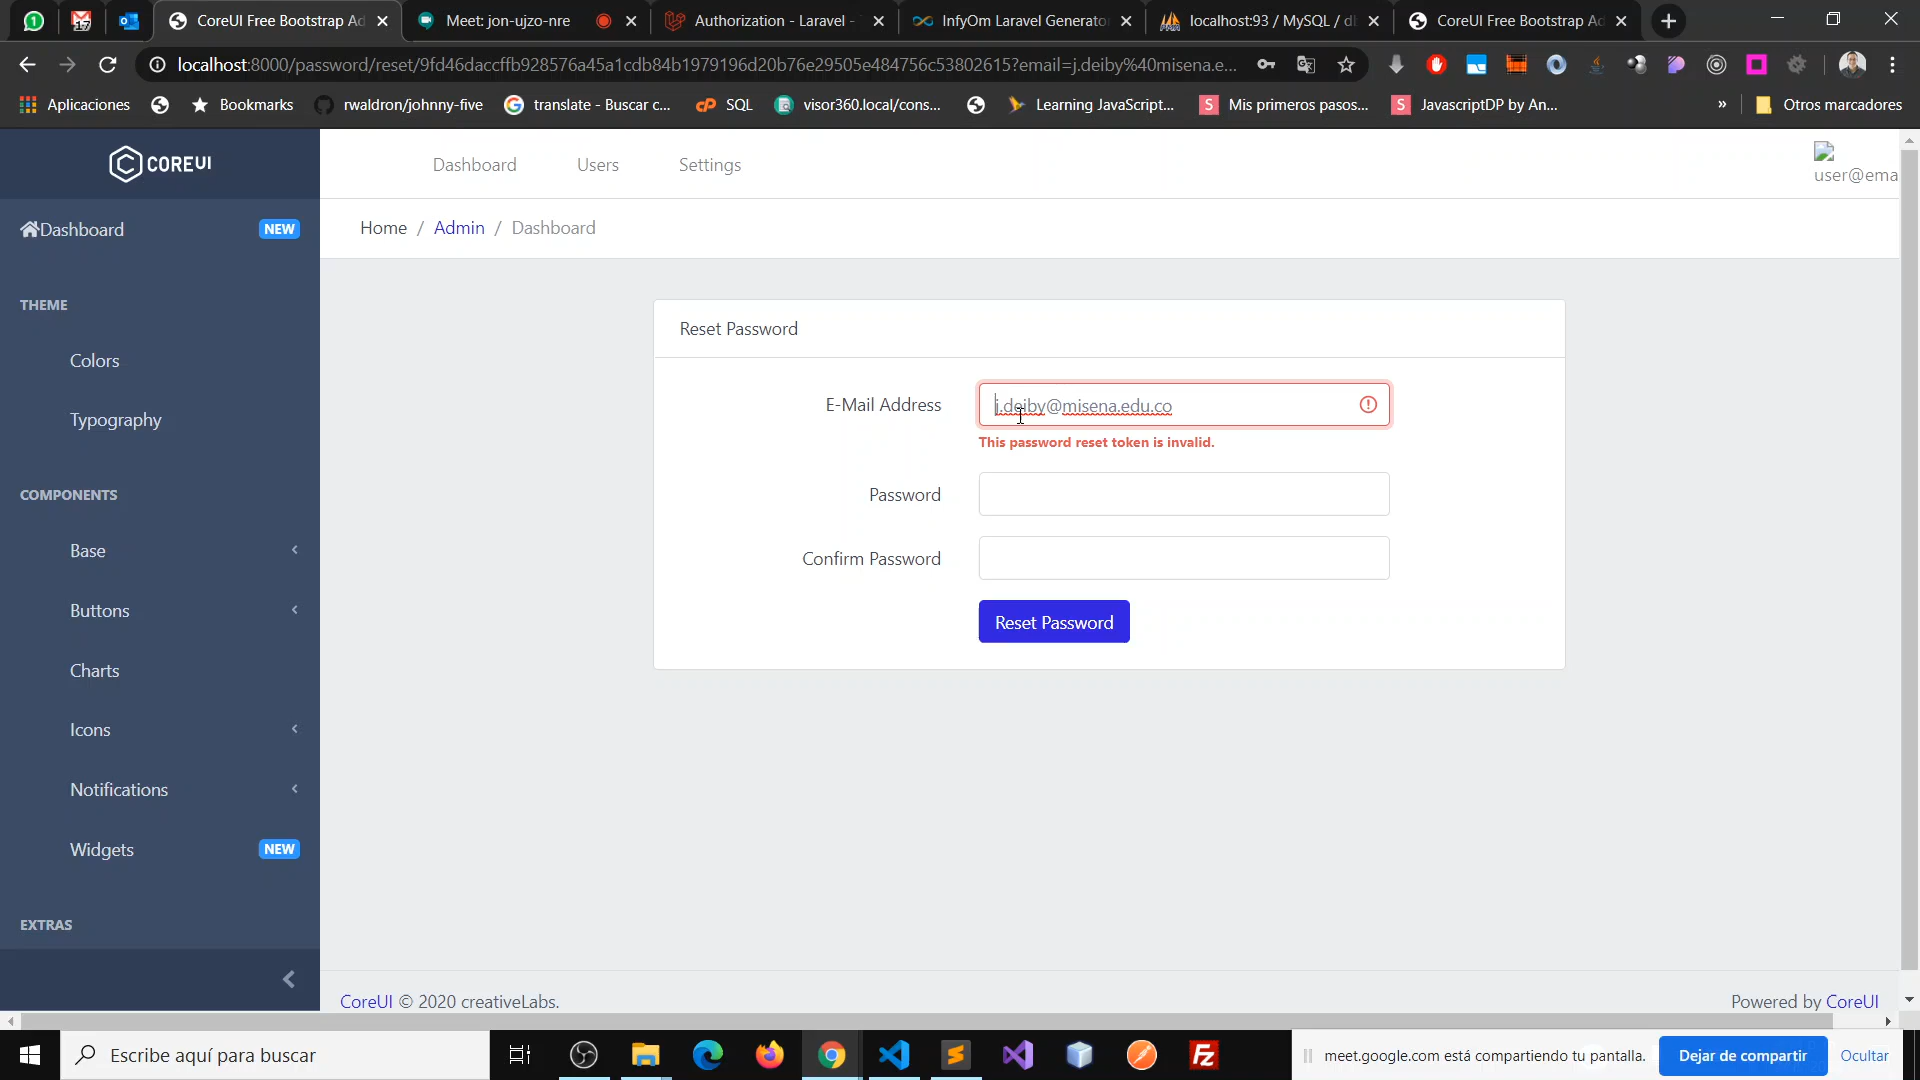 CoreUI Free Bootstrap Ad
Meet: jon-ujzo-nre
Authorization - Laravel -
InfyOm Laravel Generator
localhost:93 / MySQL / d
CoreUI Free Bootstrap Ad
localhost:8000/password/reset/9fd46daccffb928576a45a1cdb84b1979196d20b76e29505e484756c53802615?email=j.deiby%40misena.e...
Aplicaciones
Bookmarks
rwaldron/johnny-five
translate - Buscar c...
SQL
visor360.local/cons...
Learning JavaScript...
Mis primeros pasos...
JavascriptDP by An...
»
Otros marcadores
COREUI
Dashboard
Users
Settings
user@ema
Home / Admin / Dashboard
Dashboard NEW
THEME
Colors
Typography
COMPONENTS
Base
Buttons
Charts
Icons
Notifications
Widgets NEW
EXTRAS
Reset Password
E-Mail Address
j.deiby@misena.edu.co
This password reset token is invalid.
Password
Confirm Password
Reset Password
CoreUI © 2020 creativeLabs.
Powered by CoreUI
Escribe aquí para buscar
meet.google.com está compartiendo tu pantalla.
Dejar de compartir
Ocultar